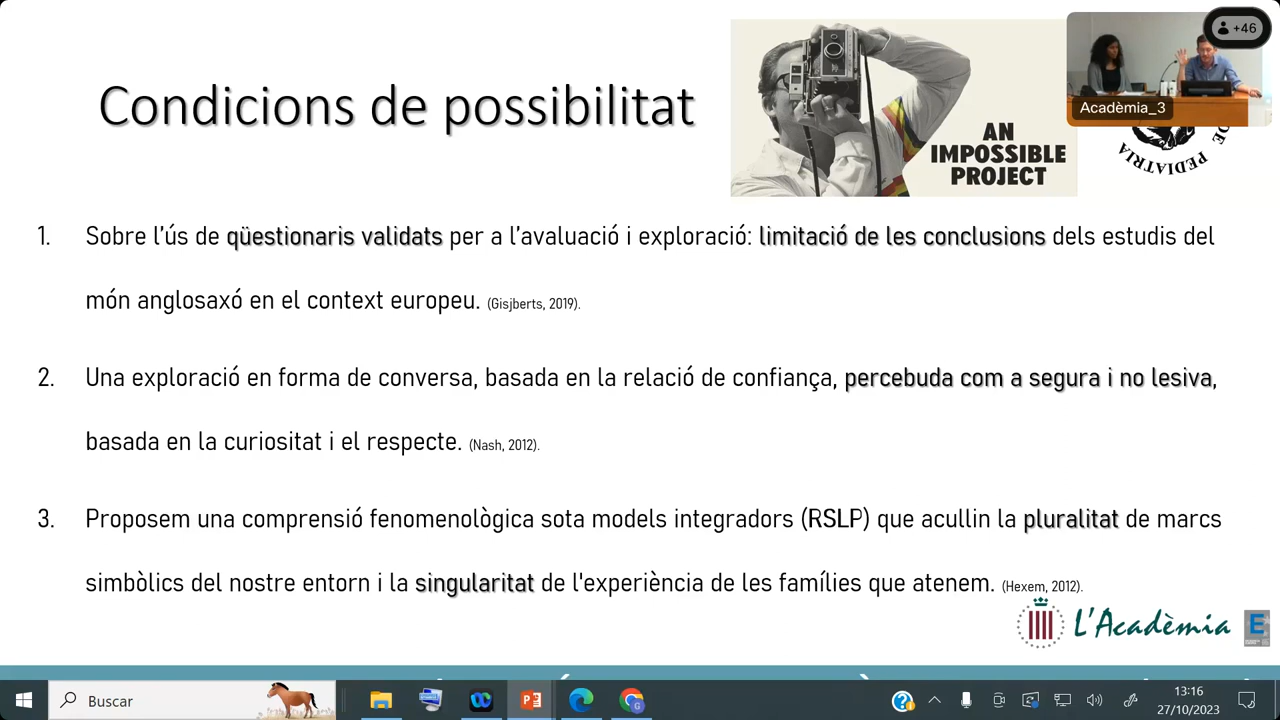 +46
Acadèmia_3
Condicions de possibilitat
AN
IMPOSSIBLE
PROJECT
DE PEDIATRIA
1. Sobre l'ús de qüestionaris validats per a l'avaluació i exploració: limitació de les conclusions dels estudis del
món anglosaxó en el context europeu. (Gisjberts, 2019).
2. Una exploració en forma de conversa, basada en la relació de confiança, percebuda com a segura i no lesiva,
basada en la curiositat i el respecte. (Nash, 2012).
3. Proposem una comprensió fenomenològica sota models integradors (RSLP) que acullin la pluralitat de marcs
simbòlics del nostre entorn i la singularitat de l'experiència de les famílies que atenem. (Hexem, 2012).
L'Acadèmia
E
Buscar
13:16
27/10/2023